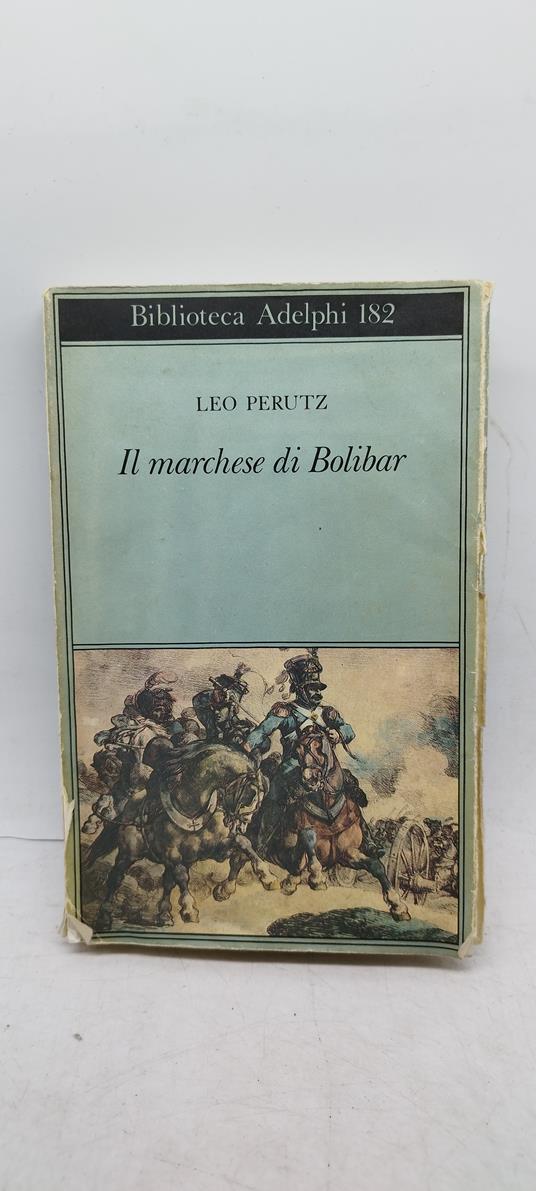 Biblioteca Adelphi 182
LEO PERUTZ
Il marchese di Bolibar